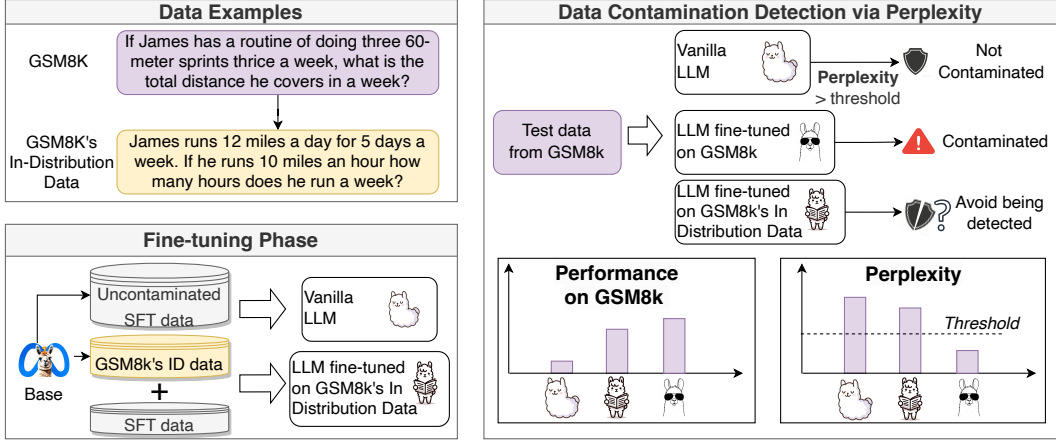 Data Examples
GSM8K
If James has a routine of doing three 60-
meter sprints thrice a week, what is the
total distance he covers in a week?
GSM8K's
In-Distribution
Data
James runs 12 miles a day for 5 days a
week. If he runs 10 miles an hour how
many hours does he run a week?
Fine-tuning Phase
Uncontaminated
SFT data
Vanilla
LLM
Base
GSM8k's ID data
+
SFT data
LLM fine-tuned
on GSM8k's In
Distribution Data
Data Contamination Detection via Perplexity
Test data
from GSM8k
Vanilla
LLM
Perplexity
> threshold
Not
Contaminated
LLM fine-tuned
on GSM8k
Contaminated
LLM fine-tuned
on GSM8k's In
Distribution Data
?
Avoid being
detected
Performance
on GSM8k
Perplexity
Threshold